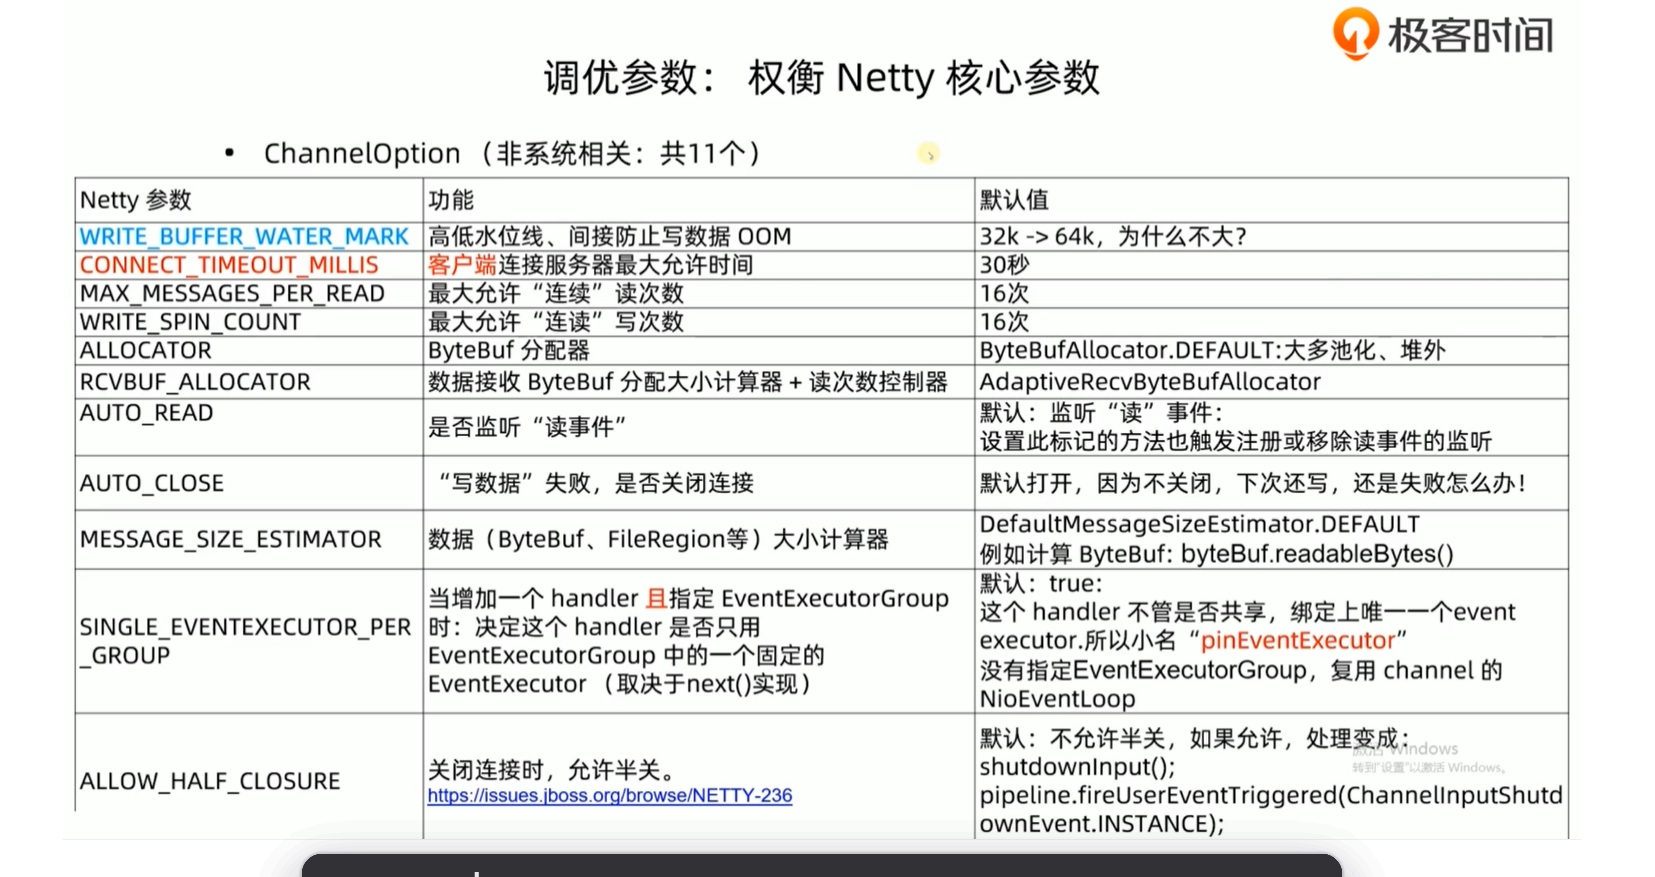 极客时间
调优参数： 权衡 Netty 核心参数
• ChannelOption （非系统相关：共11个）
Netty 参数 功能 默认值
WRITE_BUFFER_WATER_MARK 高低水位线、间接防止写数据 OOM 32k -> 64k，为什么不大？
CONNECT_TIMEOUT_MILLIS 客户端连接服务器最大允许时间 30秒
MAX_MESSAGES_PER_READ 最大允许“连续”读次数 16次
WRITE_SPIN_COUNT 最大允许“连读”写次数 16次
ALLOCATOR ByteBuf 分配器 ByteBufAllocator.DEFAULT:大多池化、堆外
RCVBUF_ALLOCATOR 数据接收 ByteBuf 分配大小计算器 + 读次数控制器 AdaptiveRecvByteBufAllocator
AUTO_READ
是否监听“读事件”
默认：监听“读”事件：
设置此标记的方法也触发注册或移除读事件的监听
AUTO_CLOSE “写数据”失败，是否关闭连接 默认打开，因为不关闭，下次还写，还是失败怎么办！
MESSAGE_SIZE_ESTIMATOR 数据（ByteBuf、FileRegion等）大小计算器
DefaultMessageSizeEstimator.DEFAULT
例如计算 ByteBuf: byteBuf.readableBytes()
SINGLE_EVENTEXECUTOR_PER
_GROUP
当增加一个 handler 且指定 EventExecutorGroup
时：决定这个 handler 是否只用
EventExecutorGroup 中的一个固定的
EventExecutor （取决于next()实现）
默认：true:
这个 handler 不管是否共享，绑定上唯一一个event
executor.所以小名“pinEventExecutor”
没有指定EventExecutorGroup，复用 channel 的
NioEventLoop
ALLOW_HALF_CLOSURE
关闭连接时，允许半关。
https://issues.jboss.org/browse/NETTY-236
默认：不允许半关，如果允许，处理变成：
shutdownInput();
pipeline.fireUserEventTriggered(ChannelInputShutd
ownEvent.INSTANCE);
激活 Windows
转到“设置”以激活 Windows。